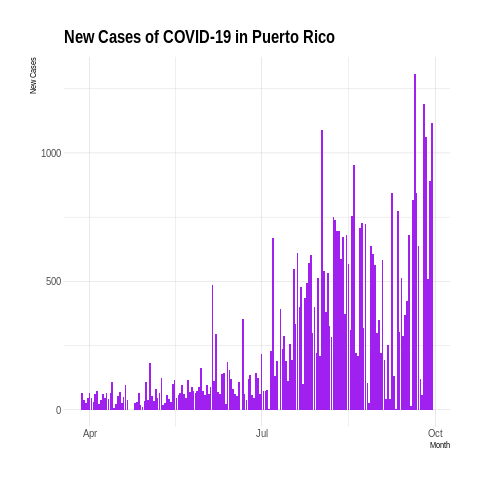 New Cases of COVID-19 in Puerto Rico
New Cases
1000
500
0
Apr
Jul
Oct
Month